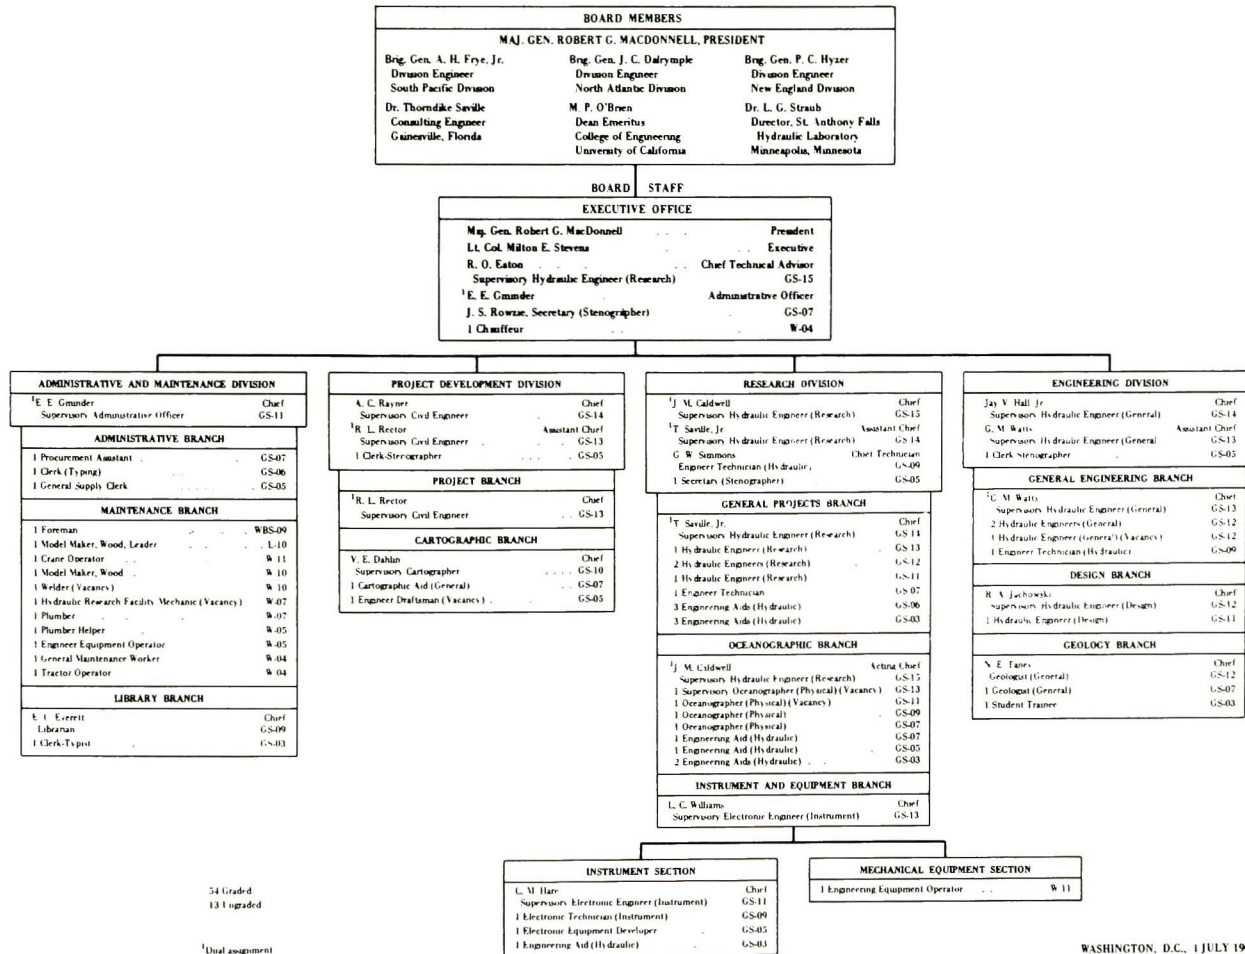 BOARD MEMBERS
MAJ. GEN. ROBERT G. MACDONNELL, PRESIDENT
Brig. Gen. A. H. Frye, Jr.
Division Engineer
South Pacific Division
Brig. Gen. J. C. Dalrymple
Division Engineer
North Atlantic Division
Brig. Gen. P. C. Hyzer
Division Engineer
New England Division
Dr. Thorndike Saville
Consulting Engineer
Gainesville, Florida
M. P. O'Brien
Dean Emeritus
College of Engineering
University of California
Dr. L. G. Straub
Director, St. Anthony Falls
Hydraulic Laboratory
Minneapolis, Minnesota
BOARD STAFF
EXECUTIVE OFFICE
Maj. Gen. Robert G. MacDonnell . . . President
Lt. Col. Milton E. Stevens . . . Executive
R. O. Eaton . . . . Chief Technical Advisor
Supervisory Hydraulic Engineer (Research) GS-15
¹E. E. Gminder . Administrative Officer
J. S. Rowzie, Secretary (Stenographer) . GS-07
1 Chauffeur . . . W-04
ADMINISTRATIVE AND MAINTENANCE DIVISION
¹E. E. Gminder Chief
Supervisory Administrative Officer GS-11
ADMINISTRATIVE BRANCH
1 Procurement Assistant . . GS-07
1 Clerk (Typing) . GS-06
1 General Supply Clerk . . . . . GS-05
MAINTENANCE BRANCH
1 Foreman . . . WBS-09
1 Model Maker, Wood, Leader . . L-10
1 Crane Operator . . W 11
1 Model Maker, Wood . W 10
1 Welder (Vacancy) W 10
1 Hydraulic Research Facility Mechanic (Vacancy) W-07
1 Plumber . . W-07
1 Plumber Helper . W-05
1 Engineer Equipment Operator . W-05
1 General Maintenance Worker W-04
1 Tractor Operator W 04
LIBRARY BRANCH
Everett Chief
Librarian GS-09
1 Clerk-Typist . GS-03
PROJECT DEVELOPMENT DIVISION
A. C. Rayner Chief
Supervisory Civil Engineer . GS-14
¹R. L. Rector Assistant Chief
Supervisory Civil Engineer . . GS-13
1 Clerk-Stenographer . . GS-05
PROJECT BRANCH
¹R. L. Rector Chief
Supervisory Civil Engineer . . GS-13
CARTOGRAPHIC BRANCH
V. E. Dahlin Chief
Supervisory Cartographer . GS-10
1 Cartographic Aid (General) . GS-07
1 Engineer Draftsman (Vacancy) . . GS-05
RESEARCH DIVISION
¹J. M. Caldwell Chief
Supervisory Hydraulic Engineer (Research) GS-15
¹T. Saville, Jr. Assistant Chief
Supervisory Hydraulic Engineer (Research) GS 14
G. W. Simmons Chief Technician
Engineer Technician (Hydraulic) GS-09
1 Secretary (Stenographer) . GS-05
GENERAL PROJECTS BRANCH
¹T. Saville, Jr. Chief
Supervisory Hydraulic Engineer (Research) GS 14
1 Hydraulic Engineer (Research) . GS 13
2 Hydraulic Engineers (Research) . GS-12
1 Hydraulic Engineer (Research) GS-11
1 Engineer Technician GS 07
3 Engineering Aids (Hydraulic) GS-06
3 Engineering Aids (Hydraulic) GS-03
OCEANOGRAPHIC BRANCH
¹J. M. Caldwell Acting Chief
Supervisory Hydraulic Engineer (Research) GS-15
1 Supervisory Oceanographer (Physical) (Vacancy) GS-13
1 Oceanographer (Physical) (Vacancy) GS-11
1 Oceanographer (Physical) . GS-09
1 Oceanographer (Physical) GS-07
1 Engineering Aid (Hydraulic) GS-07
1 Engineering Aid (Hydraulic) . GS-05
2 Engineering Aids (Hydraulic) . . GS-03
INSTRUMENT AND EQUIPMENT BRANCH
L. C. Williams Chief
Supervisory Electronic Engineer (Instrument) GS-13
INSTRUMENT SECTION
M. Hare Chief
Supervisory Electronic Engineer (Instrument) GS-11
1 Electronic Technician (Instrument) GS-09
1 Electronic Equipment Developer . GS-05
1 Engineering Aid (Hydraulic) GS-03
MECHANICAL EQUIPMENT SECTION
1 Engineering Equipment Operator . . W 11
ENGINEERING DIVISION
Jay V. Hall Jr Chief
Supervisory Hydraulic Engineer (General) GS-14
G. M. Watts Assistant Chief
Supervisory Hydraulic Engineer (General GS-13
1 Clerk Stenographer . GS-05
GENERAL ENGINEERING BRANCH
¹G. M. Watts Chief
Supervisory Hydraulic Engineer (General) GS-13
2 Hydraulic Engineers (General) GS-12
1 Hydraulic Engineer (General) (Vacancy) GS-12
1 Engineer Technician (Hydraulic) GS-09
DESIGN BRANCH
R. A. Jachowski Chief
Supervisory Hydraulic Engineer (Design) GS-12
1 Hydraulic Engineer (Design) GS-11
GEOLOGY BRANCH
N. E. Taney Chief
Geologist (General) GS-12
1 Geologist (General) GS-07
1 Student Trainee GS-03
54 Graded
13 Ungraded
¹Dual assignment
WASHINGTON, D.C., 1 JULY 19